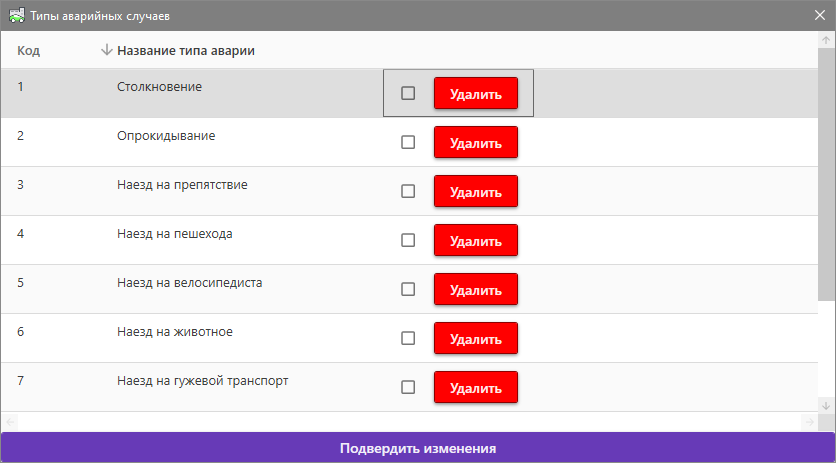 Типы аварийных случаев
Код Название типа аварии
1 Столкновение Удалить
2 Опрокидывание Удалить
3 Наезд на препятствие Удалить
4 Наезд на пешехода Удалить
5 Наезд на велосипедиста Удалить
6 Наезд на животное Удалить
7 Наезд на гужевой транспорт Удалить
Подвердить изменения